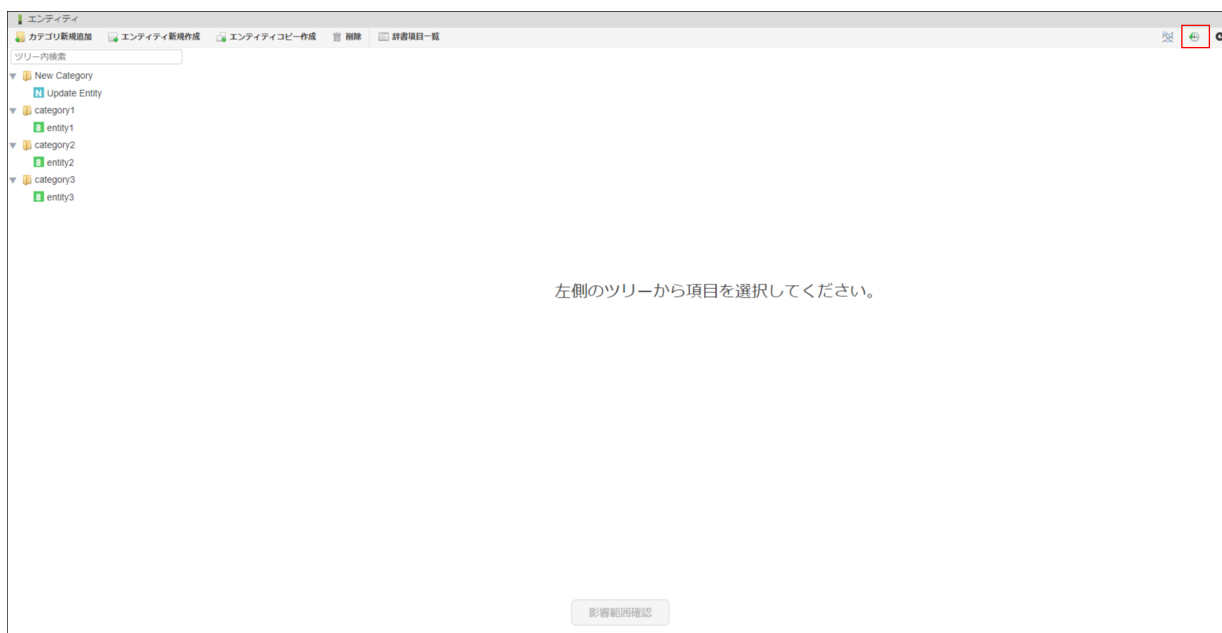 エンティティ
カテゴリ新規追加 エンティティ新規作成 エンティティコピー作成 削除 辞書項目一覧
ツリー内検索
New Category
N Update Entity
category1
B entity1
category2
B entity2
category3
B entity3
左側のツリーから項目を選択してください。
影響範囲確認